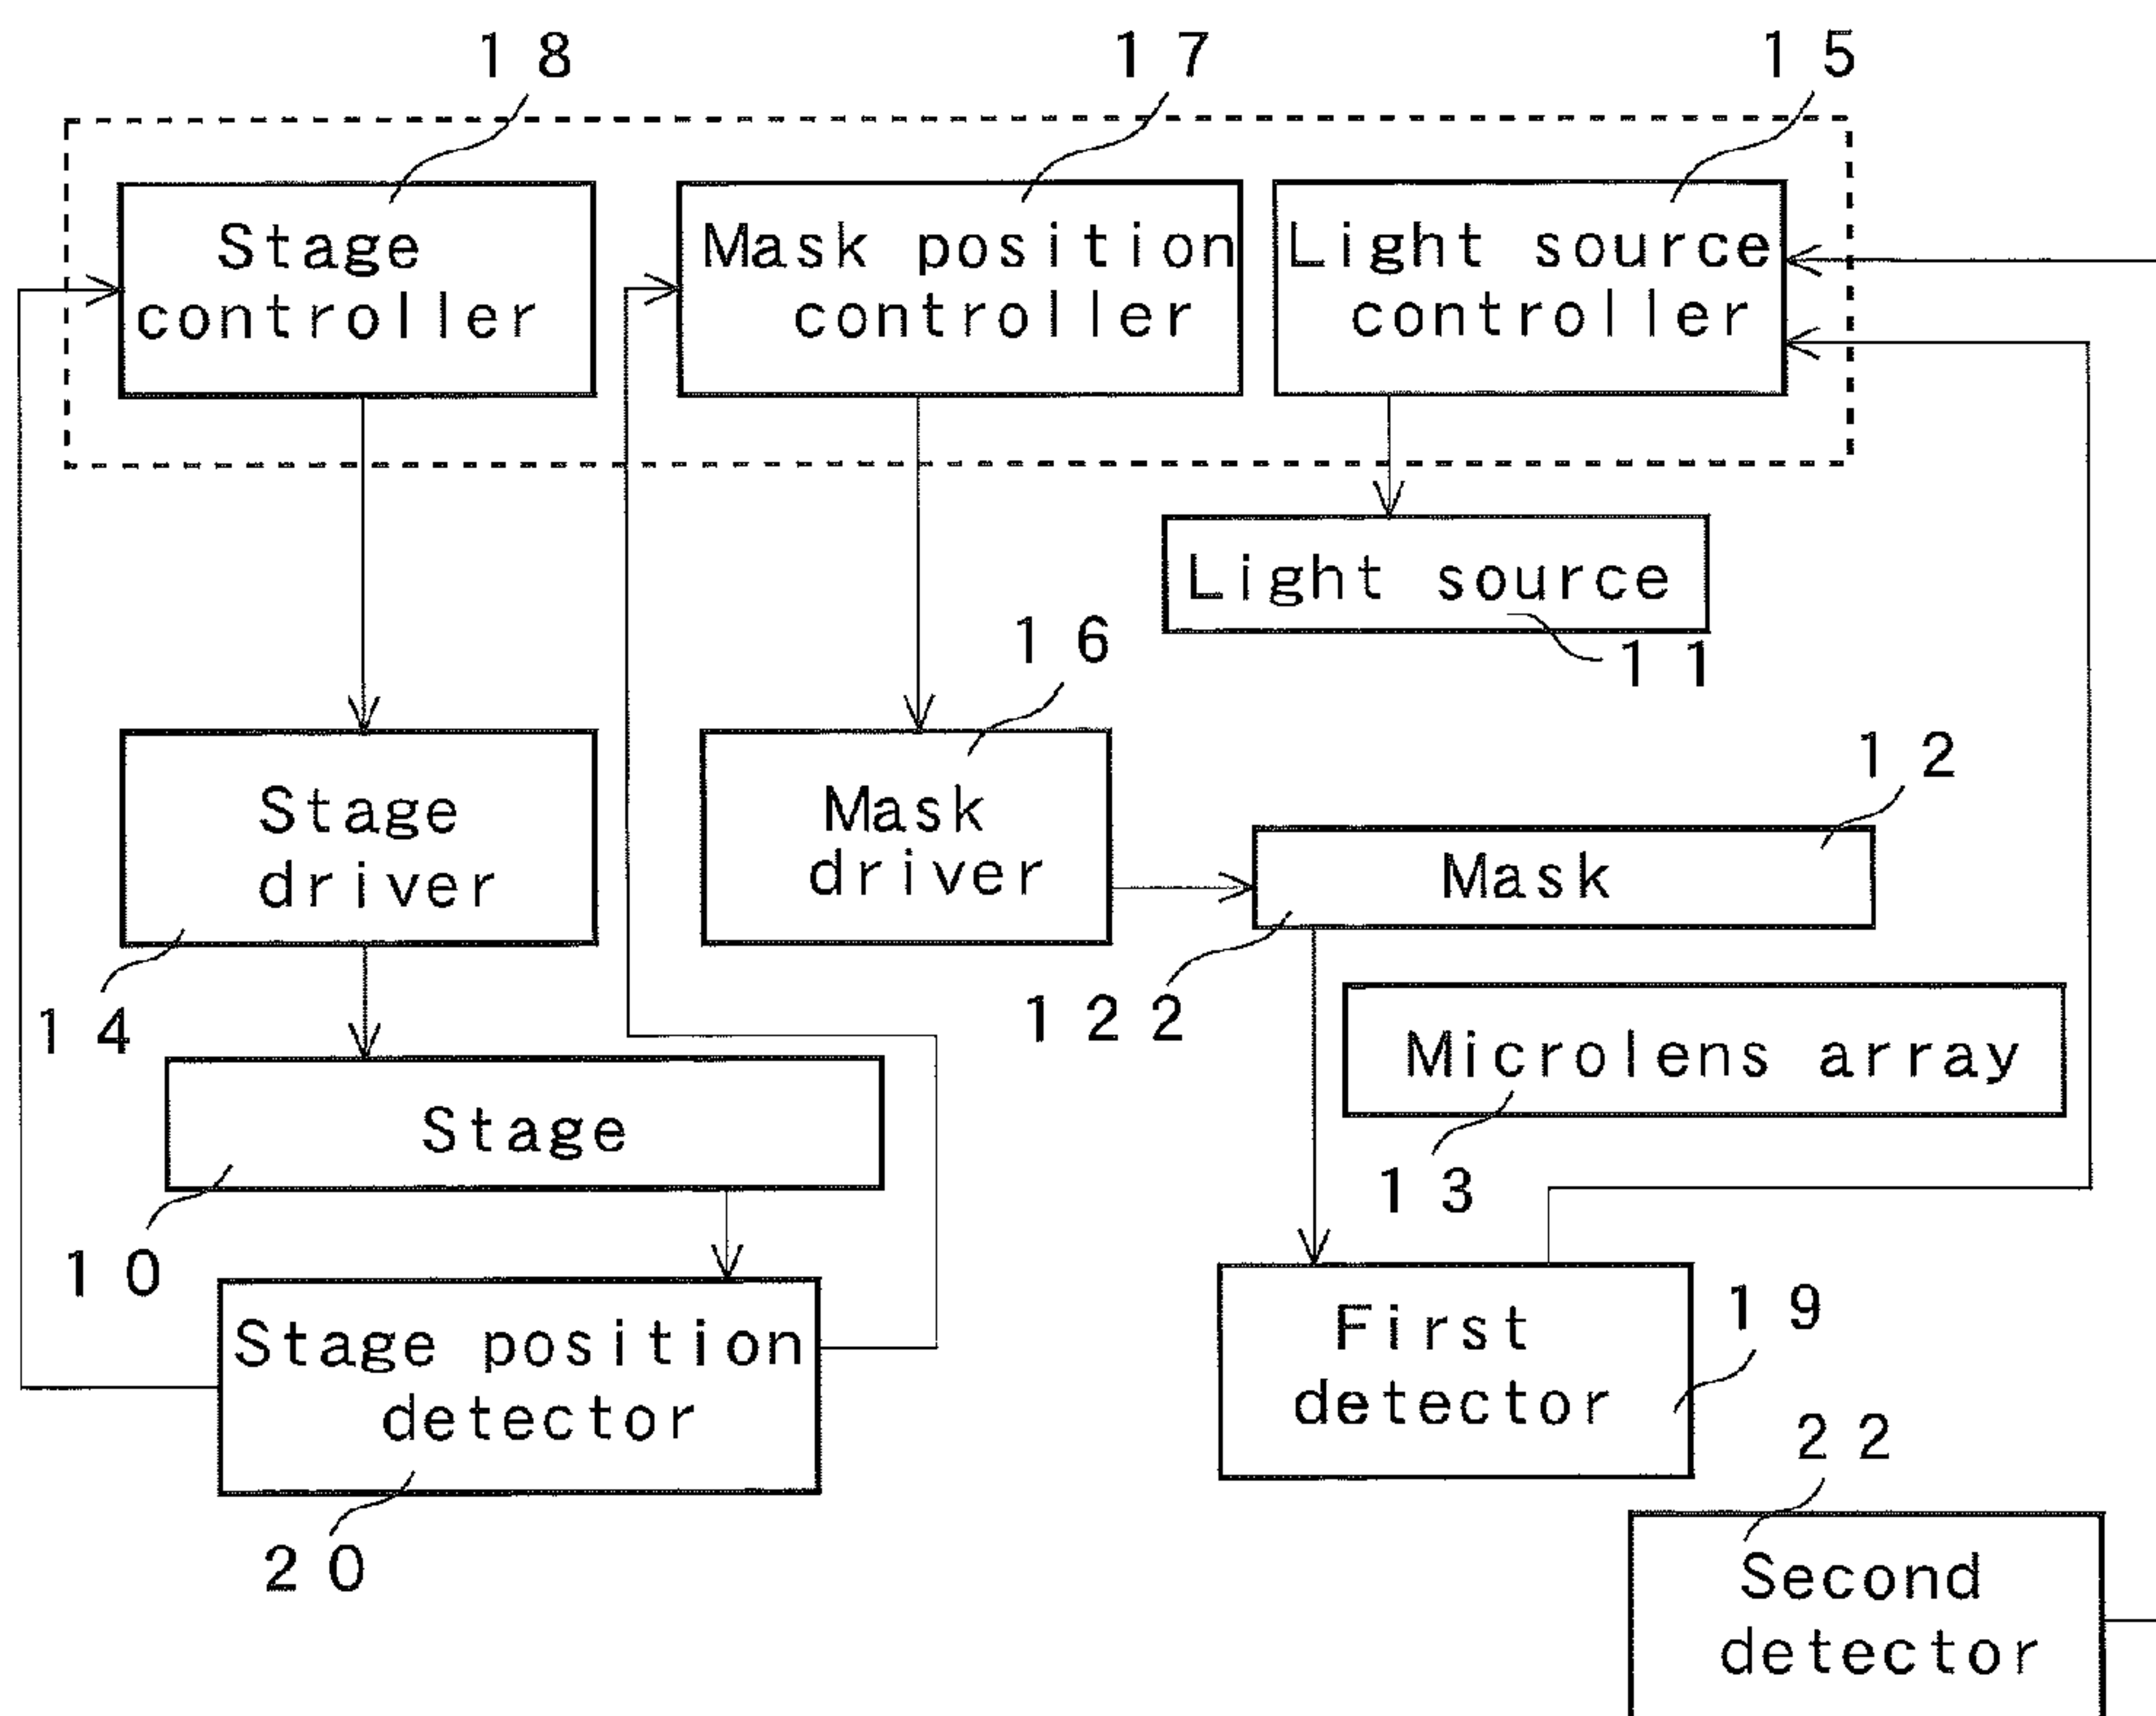 18
17
15
Stage
controller
Mask position
controller
Light source
controller
Light source
11
16
12
Stage
driver
Mask
driver
Mask
14
122
Microlens array
Stage
13
10
Stage position
detector
First
detector
19
22
20
Second
detector